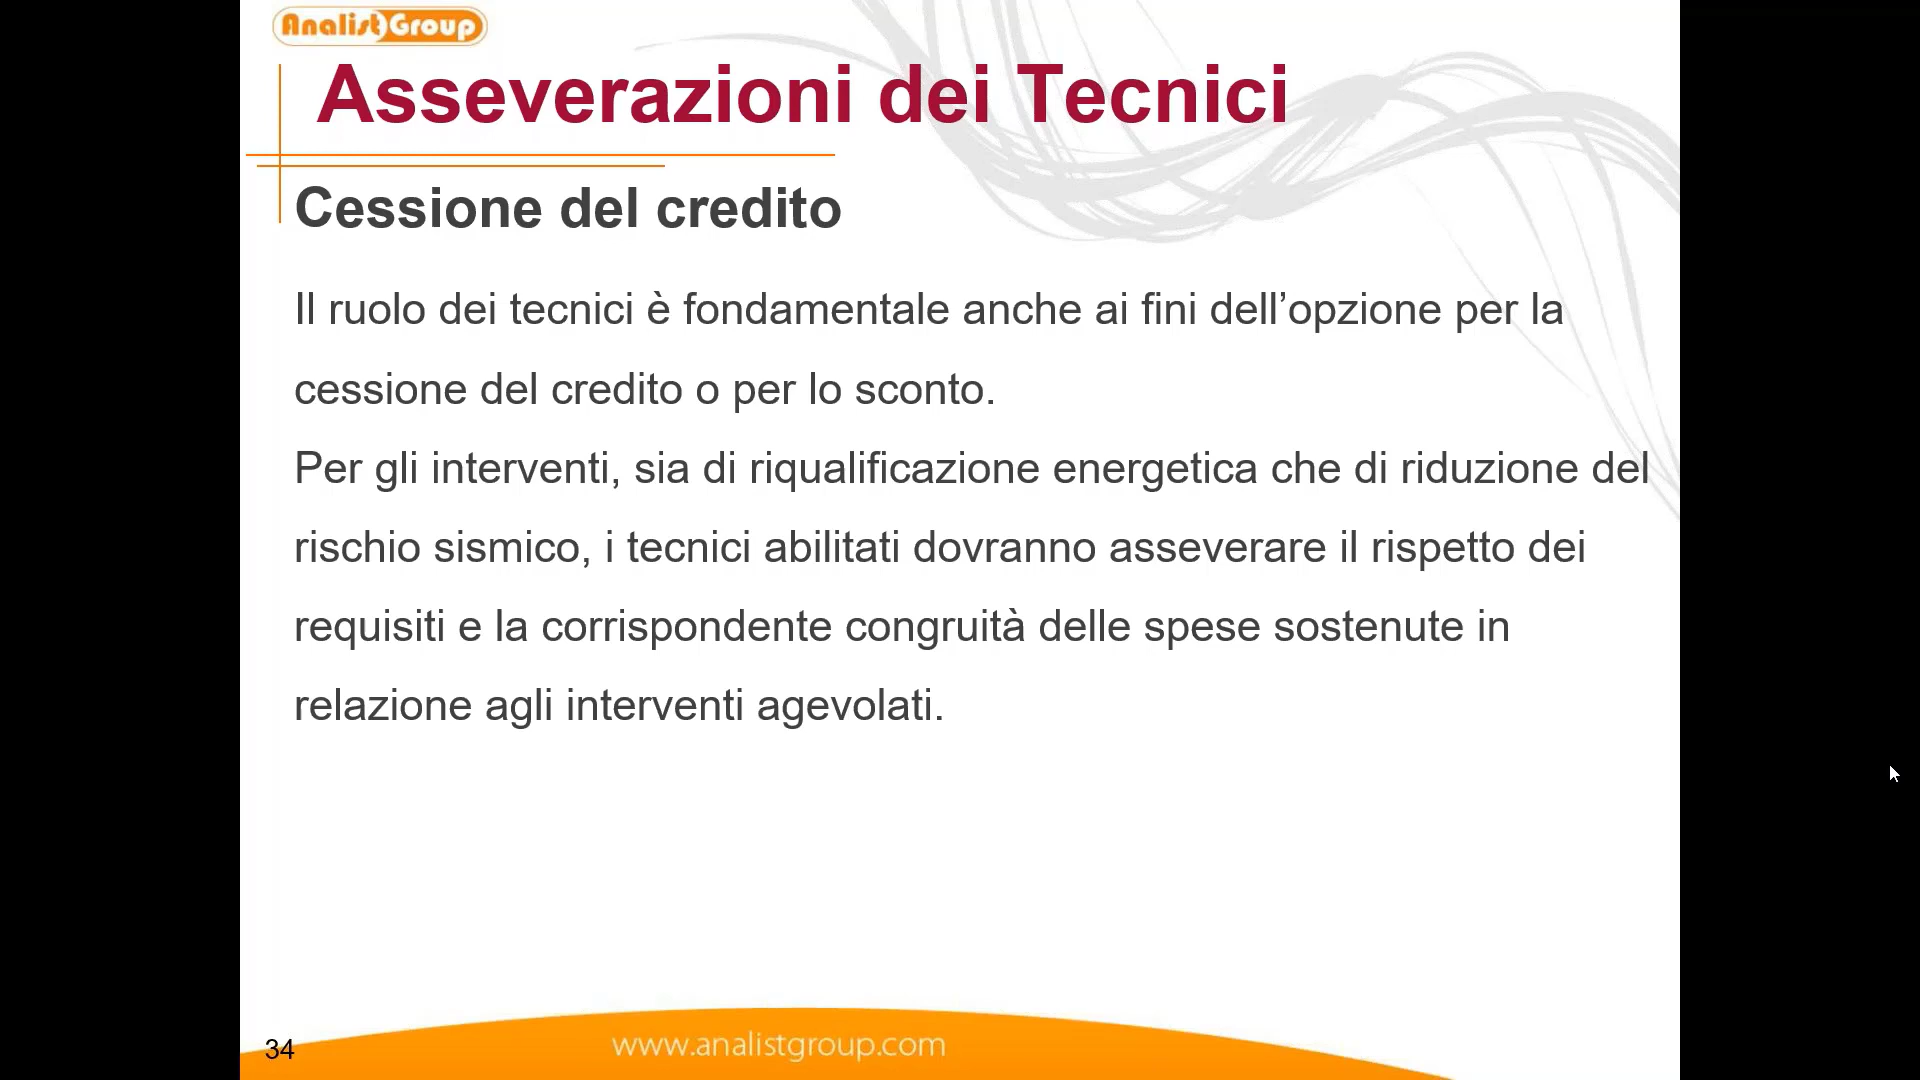 Analist Group
Asseverazioni dei Tecnici
Cessione del credito
Il ruolo dei tecnici è fondamentale anche ai fini dell’opzione per la
cessione del credito o per lo sconto.
Per gli interventi, sia di riqualificazione energetica che di riduzione del
rischio sismico, i tecnici abilitati dovranno asseverare il rispetto dei
requisiti e la corrispondente congruità delle spese sostenute in
relazione agli interventi agevolati.
34
www.analistgroup.com